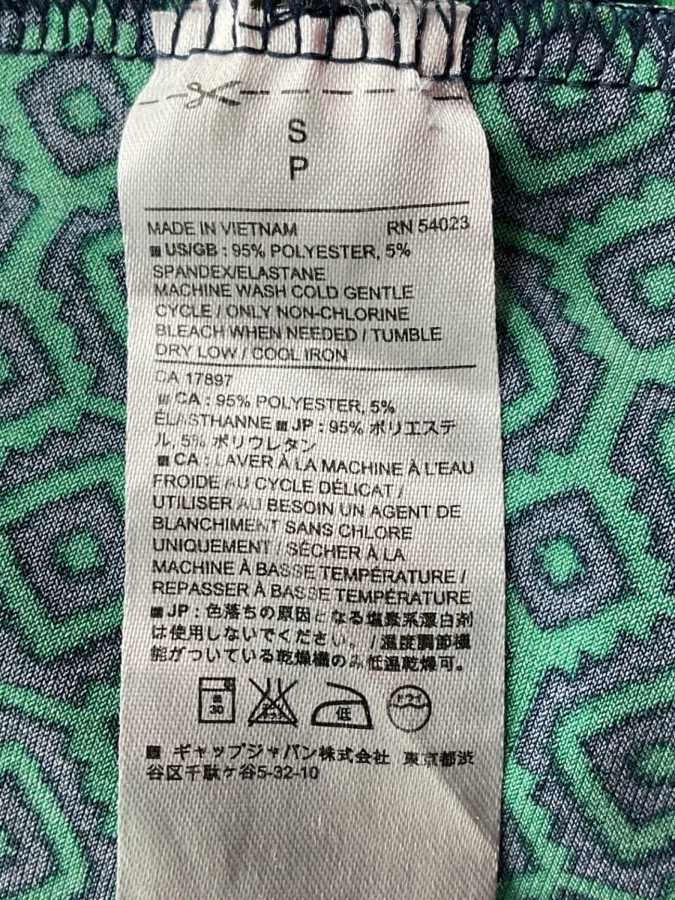 S
P
MADE IN VIETNAM RN 54023
US/GB : 95% POLYESTER, 5%
SPANDEX/ELASTANE
MACHINE WASH COLD GENTLE
CYCLE / ONLY NON-CHLORINE
BLEACH WHEN NEEDED / TUMBLE
DRY LOW / COOL IRON
CA 17897
CA : 95% POLYESTER, 5%
ÉLASTHANNE ■ JP : 95% ポリエステ
ル, 5% ポリウレタン
■ CA : LAVER À LA MACHINE À L'EAU
FROIDE AU CYCLE DÉLICAT /
UTILISER AU BESOIN UN AGENT DE
BLANCHIMENT SANS CHLORE
UNIQUEMENT / SÉCHER À LA
MACHINE À BASSE TEMPÉRATURE /
REPASSER À BASSE TEMPÉRATURE
■ JP : 色落ちの原因となる塩素系漂白剤
は使用しないでください。/ 温度調節機
能がついている乾燥機のみ低温乾燥可。
30 低 ドライ
■ ギャップジャパン株式会社 東京都渋
谷区千駄ヶ谷5-32-10